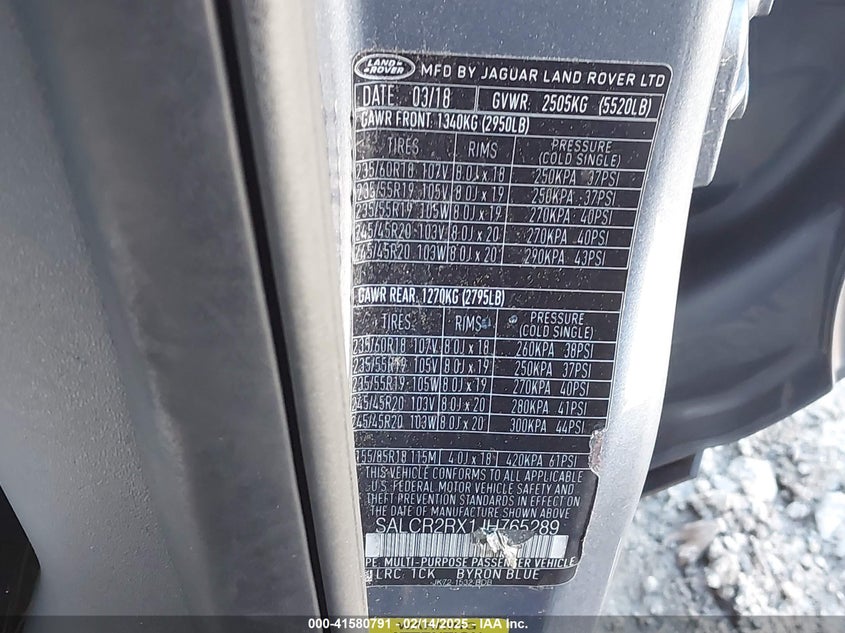 LAND ROVER MFD BY JAGUAR LAND ROVER LTD
DATE: 03/18 GVWR: 2505KG (5520LB)
GAWR FRONT: 1340KG (2950LB)
TIRES RIMS PRESSURE (COLD SINGLE)
235/60R18 102V 8.0J x 18 250KPA 37PSI
235/55R19 105V 8.0J x 19 250KPA 37PSI
235/55R19 105W 8.0J x 19 270KPA 40PSI
245/45R20 103V 8.0J x 20 270KPA 40PSI
245/45R20 103W 8.0J x 20 290KPA 43PSI
GAWR REAR: 1270KG (2795LB)
TIRES RIMS PRESSURE (COLD SINGLE)
235/60R18 107V 8.0J x 18 260KPA 38PSI
235/55R19 105V 8.0J x 19 250KPA 37PSI
235/55R19 105W 8.0J x 19 270KPA 40PSI
245/45R20 103V 8.0J x 20 280KPA 41PSI
245/45R20 103W 8.0J x 20 300KPA 44PSI
155/85R18 115M 4.0J x 18 420KPA 61PSI
THIS VEHICLE CONFORMS TO ALL APPLICABLE
U.S. FEDERAL MOTOR VEHICLE SAFETY AND
THEFT PREVENTION STANDARDS IN EFFECT ON
THE DATE OF MANUFACTURE SHOWN ABOVE.
SALCR2RX1JH765289
MULTI-PURPOSE PASSENGER VEHICLE
LRC 1CK BYRON BLUE
000-41580791 - 02/14/2025 - IAA Inc.